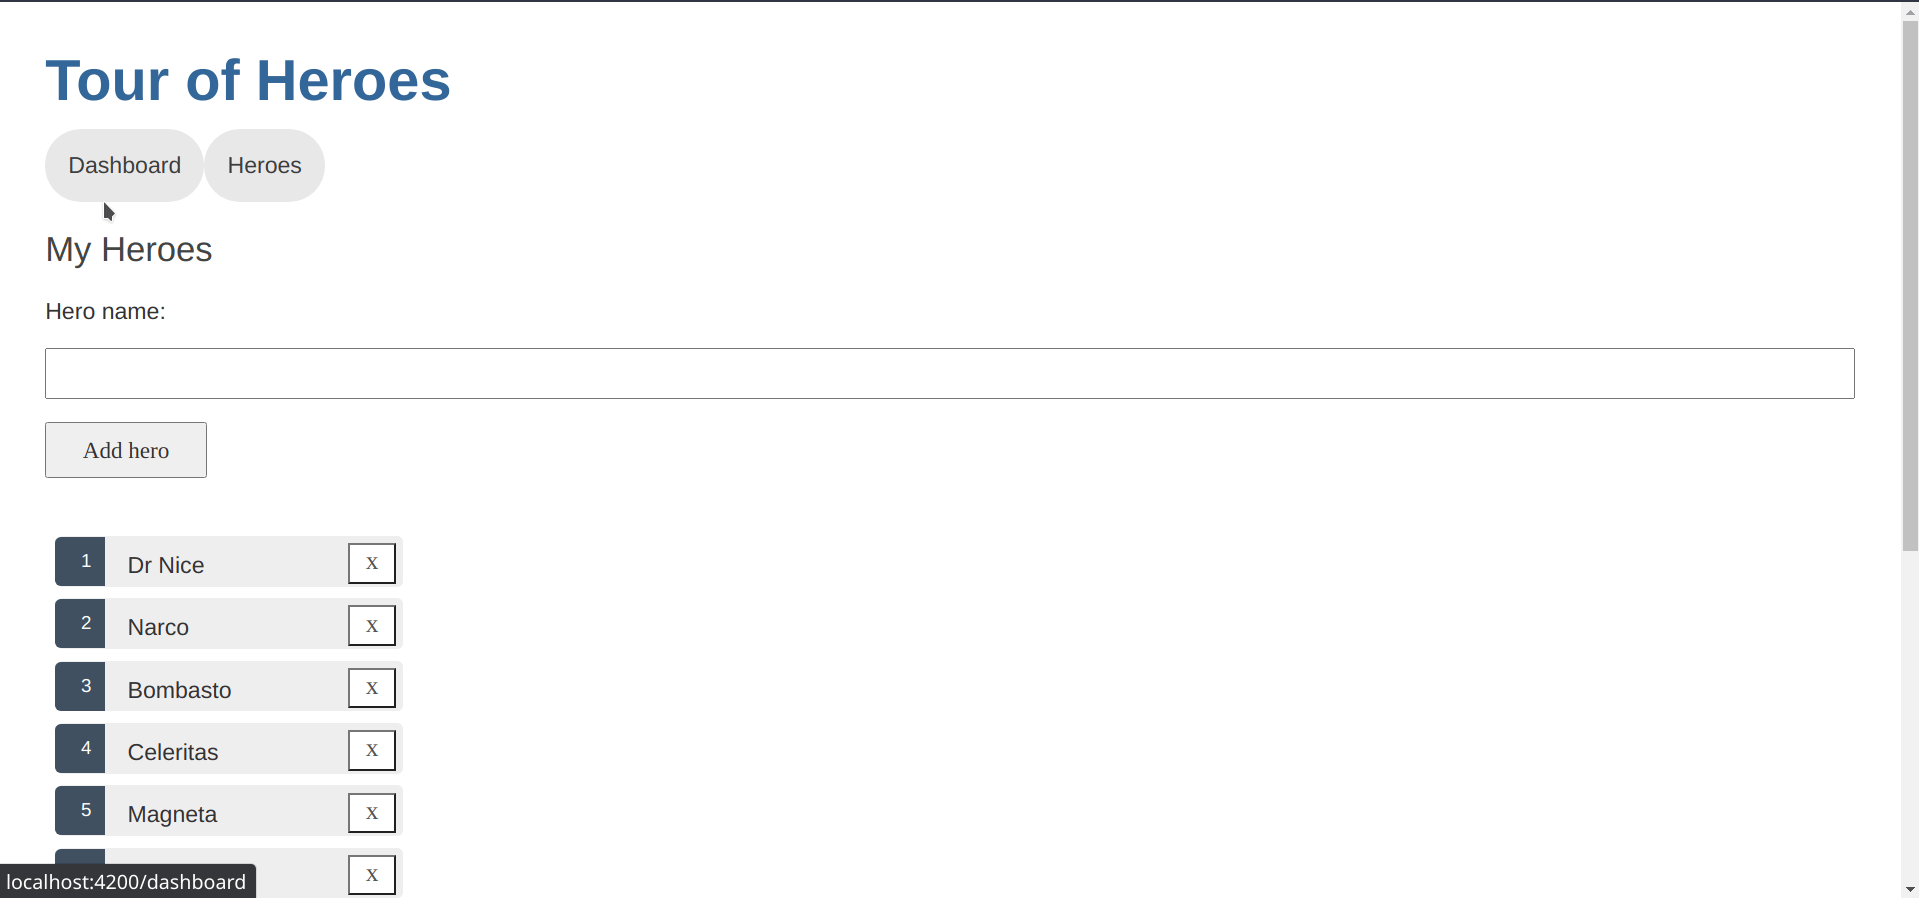 Tour of Heroes
Dashboard Heroes
My Heroes
Hero name:
Add hero
1 Dr Nice x
2 Narco x
3 Bombasto x
4 Celeritas x
5 Magneta x
x
localhost:4200/dashboard